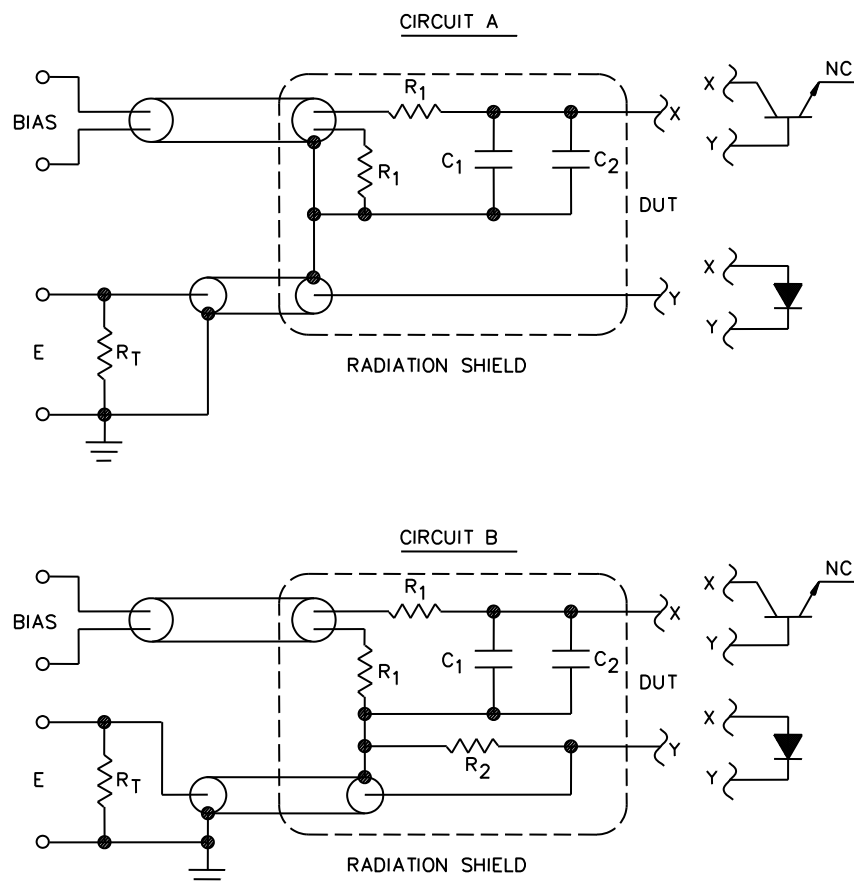 CIRCUIT A
R1
X
X
NC
BIAS
Y
R1
C1
C2
DUT
X
Y
Y
E
RT
RADIATION SHIELD
CIRCUIT B
R1
X
X
NC
BIAS
Y
R1
C1
C2
DUT
X
Y
R2
Y
E
RT
RADIATION SHIELD